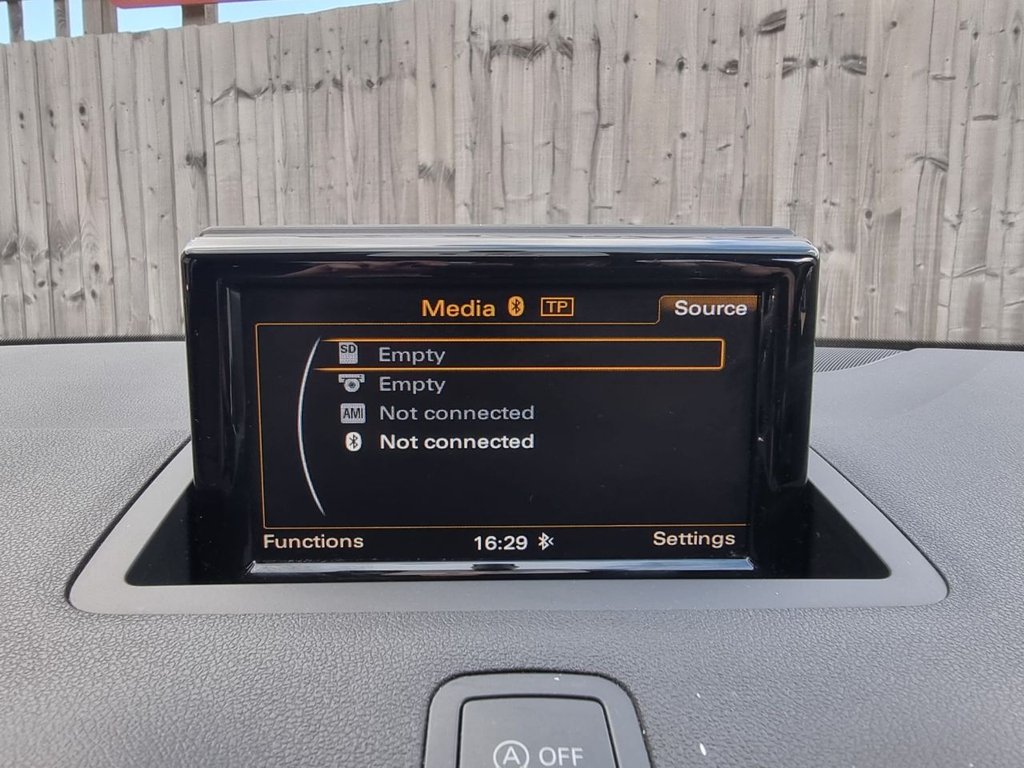 Media TP Source
SD Empty
Empty
AMI Not connected
Not connected
Functions 16:29 Settings
A OFF